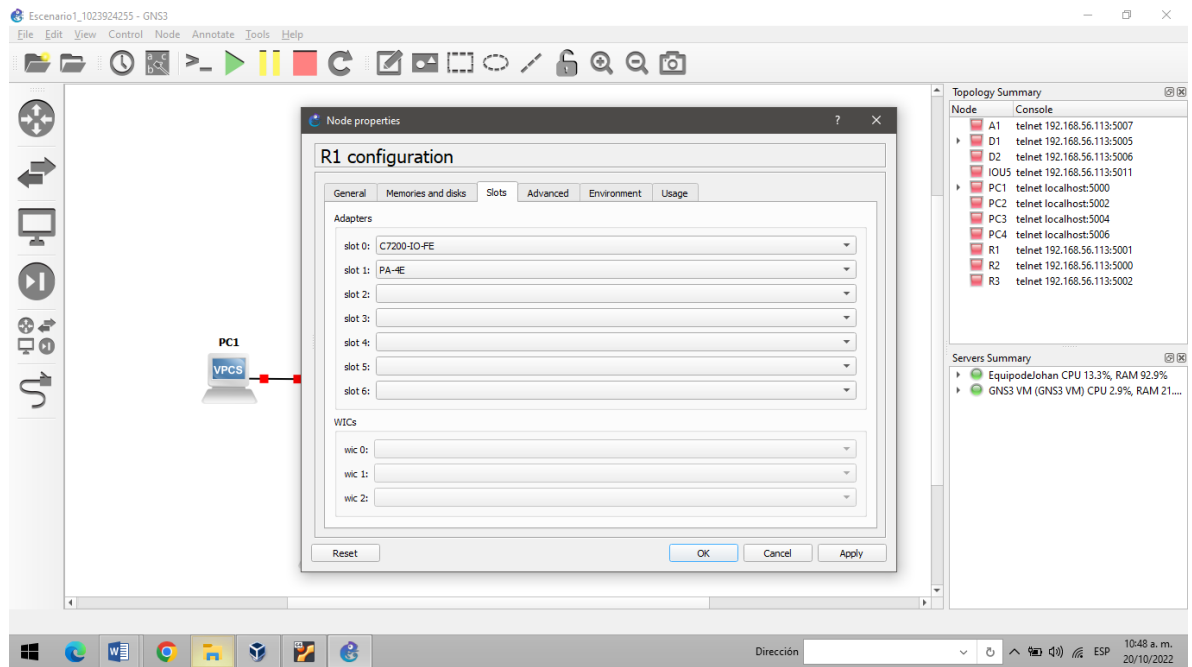 Escenario1_1023924255 - GNS3
File Edit View Control Node Annotate Tools Help
Node properties
R1 configuration
General Memories and disks Slots Advanced Environment Usage
Adapters
slot 0: C7200-IO-FE
slot 1: PA-4E
slot 2:
slot 3:
slot 4:
slot 5:
slot 6:
WICs
wic 0:
wic 1:
wic 2:
Reset OK Cancel Apply
PC1
VPCS
Topology Summary
Node Console
A1 telnet 192.168.56.113:5007
D1 telnet 192.168.56.113:5005
D2 telnet 192.168.56.113:5006
IOU5 telnet 192.168.56.113:5011
PC1 telnet localhost:5000
PC2 telnet localhost:5002
PC3 telnet localhost:5004
PC4 telnet localhost:5006
R1 telnet 192.168.56.113:5001
R2 telnet 192.168.56.113:5000
R3 telnet 192.168.56.113:5002
Servers Summary
EquipodeJohan CPU 13.3%, RAM 92.9%
GNS3 VM (GNS3 VM) CPU 2.9%, RAM 21....
Dirección
ESP
10:48 a. m.
20/10/2022